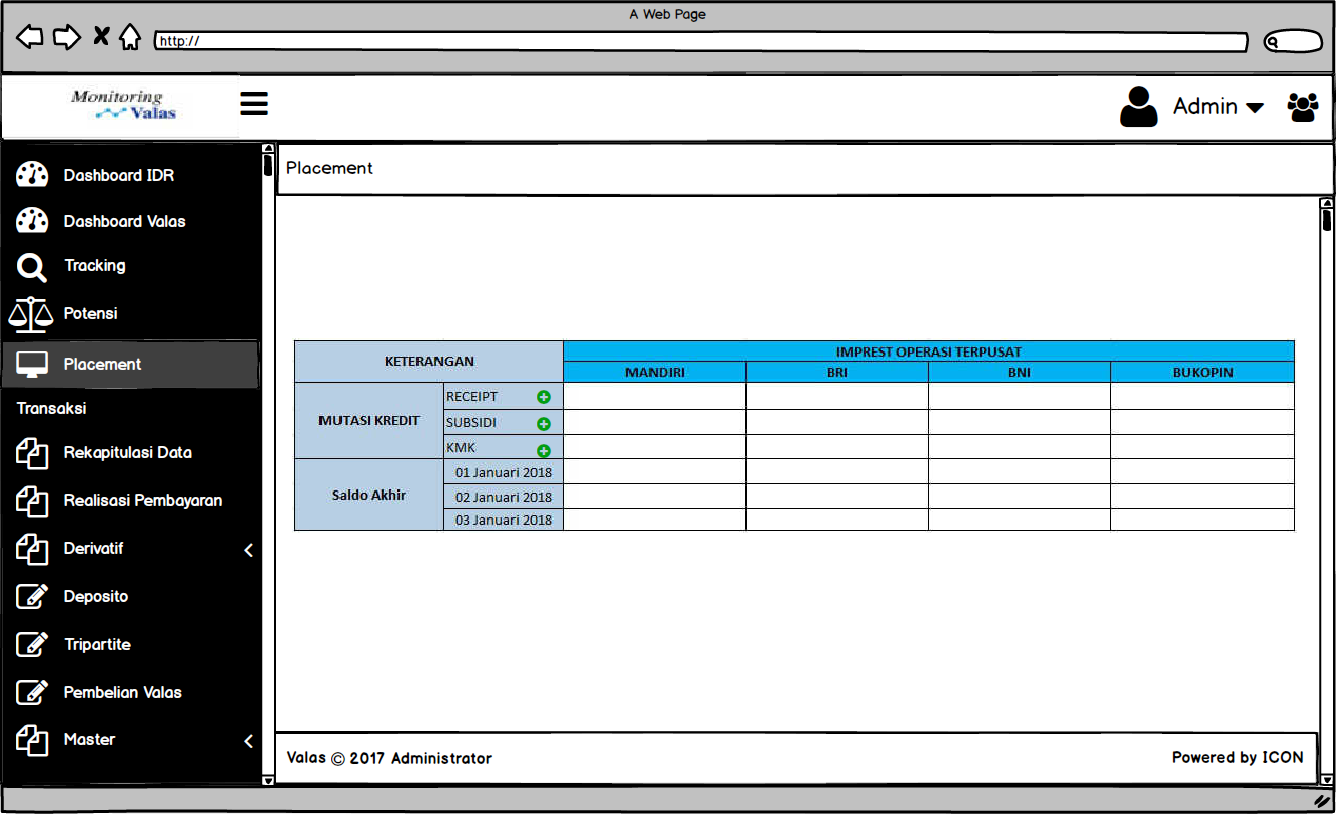 A Web Page
http://
Monitoring
Valas
Admin
Dashboard IDR
Dashboard Valas
Tracking
Potensi
Placement
Transaksi
Rekapitulasi Data
Realisasi Pembayaran
Derivatif
Deposito
Tripartite
Pembelian Valas
Master
Placement
KETERANGAN
IMPREST OPERASI TERPUSAT
MANDIRI BRI BNI BUKOPIN
MUTASI KREDIT
RECEIPT
SUBSIDI
KMK
Saldo Akhir
01 Januari 2018
02 Januari 2018
03 Januari 2018
Valas © 2017 Administrator
Powered by ICON